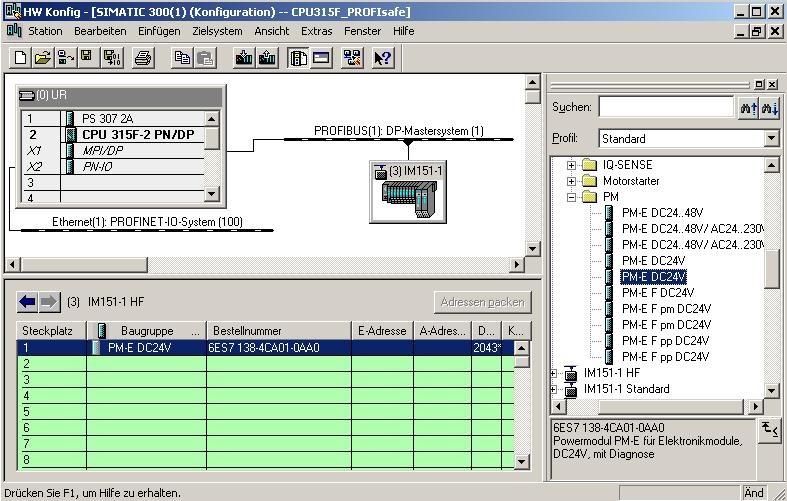 HW Konfig - [SIMATIC 300(1) (Konfiguration) -- CPU315F_PROFIsafe]
Station Bearbeiten Einfügen Zielsystem Ansicht Extras Fenster Hilfe
(0) UR
1 PS 307 2A
2 CPU 315F-2 PN/DP
X1 MPI/DP
X2 PN-IO
3
4
PROFIBUS(1): DP-Mastersystem (1)
(3) IM151-1
Ethernet(1): PROFINET-IO-System (100)
Suchen:
Profil: Standard
IQ-SENSE
Motorstarter
PM
PM-E DC24..48V
PM-E DC24..48V/ AC24..230V
PM-E DC24..48V/ AC24..230V
PM-E DC24V
PM-E DC24V
PM-E F DC24V
PM-E F pm DC24V
PM-E F pm DC24V
PM-E F pp DC24V
PM-E F pp DC24V
IM151-1 HF
IM151-1 Standard
6ES7 138-4CA01-0AA0
Powermodul PM-E für Elektronikmodule,
DC24V, mit Diagnose
(3) IM151-1 HF
Adressen packen
Steckplatz Baugruppe ... Bestellnummer E-Adresse A-Adres... D... K...
1 PM-E DC24V 6ES7 138-4CA01-0AA0 2043*
2
3
4
5
6
7
8
Drücken Sie F1, um Hilfe zu erhalten.
Änd